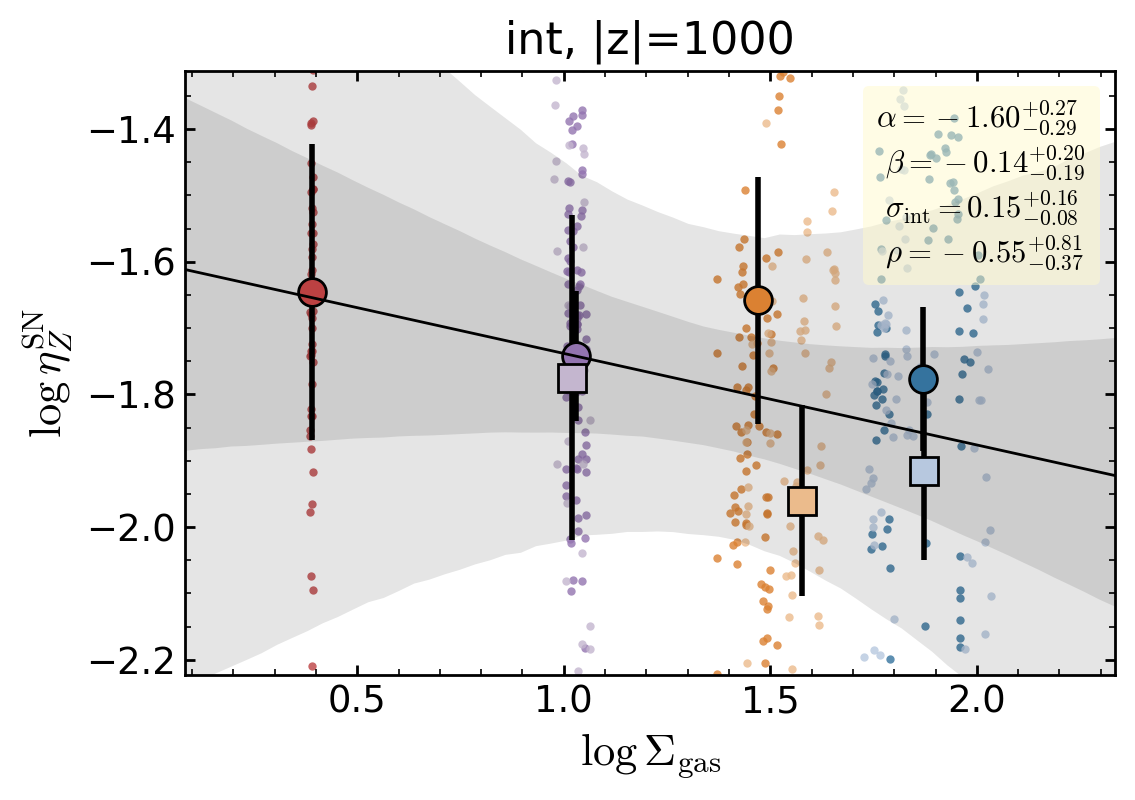 int, |z|=1000
α = −1.60 +0.27 −0.29
β = −0.14 +0.20 −0.19
σ_int = 0.15 +0.16 −0.08
ρ = −0.55 +0.81 −0.37
−1.4
−1.6
−1.8
−2.0
−2.2
log η_Z^SN
0.5 1.0 1.5 2.0
log Σ_gas